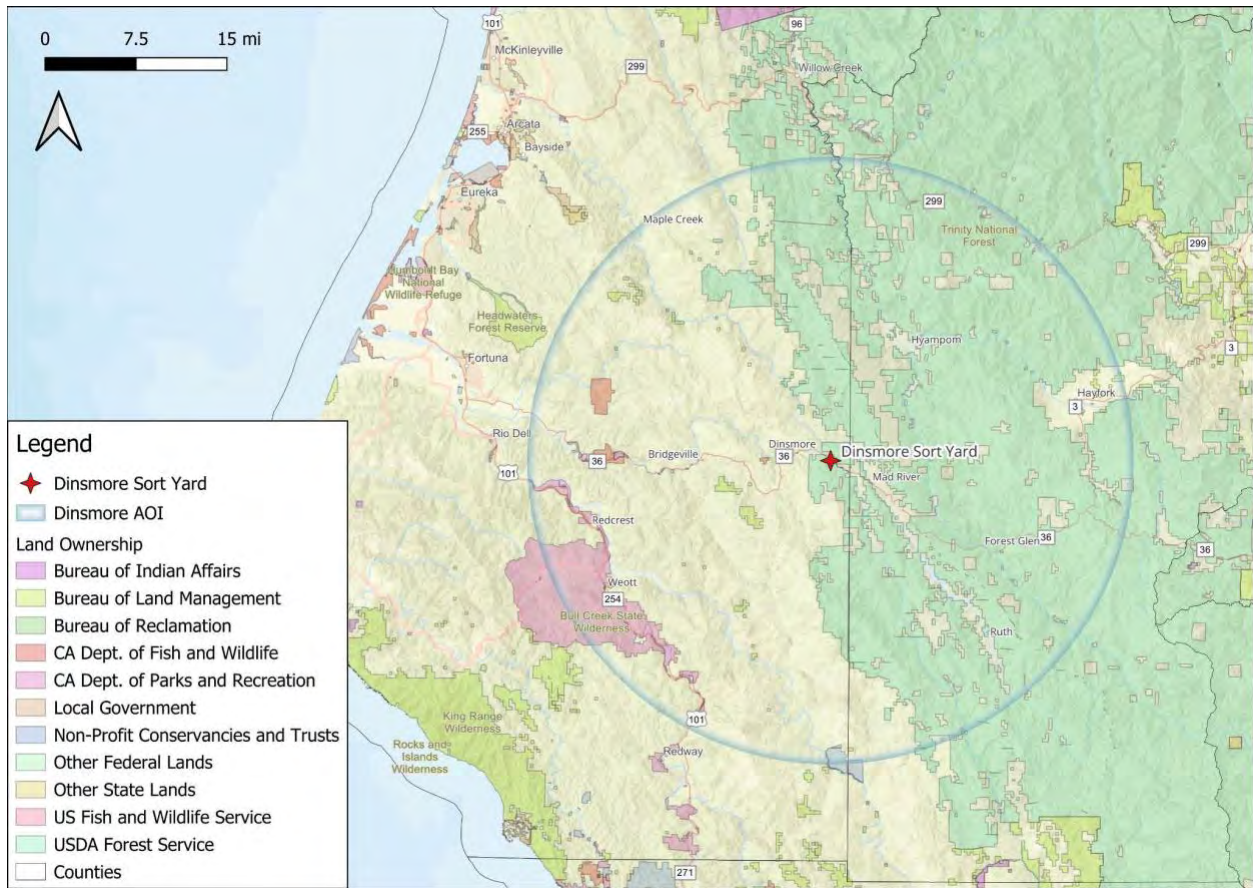 0 7.5 15 mi
101
96
McKinleyville
299
Willow Creek
Arcata
255
Bayside
Eureka
Maple Creek
299
Trinity National
Forest
299
Humboldt Bay
National
Wildlife Refuge
Headwaters
Forest Reserve
Hyampom
3
Fortuna
Hayfork
3
Rio Dell
Dinsmore
Dinsmore Sort Yard
36
Bridgeville
36
101
Mad River
Redcrest
Forest Glen
36
36
Weott
254
Bull Creek State
Wilderness
Ruth
King Range
Wilderness
101
Rocks and
Islands
Wilderness
Redway
271
Legend
Dinsmore Sort Yard
Dinsmore AOI
Land Ownership
Bureau of Indian Affairs
Bureau of Land Management
Bureau of Reclamation
CA Dept. of Fish and Wildlife
CA Dept. of Parks and Recreation
Local Government
Non-Profit Conservancies and Trusts
Other Federal Lands
Other State Lands
US Fish and Wildlife Service
USDA Forest Service
Counties